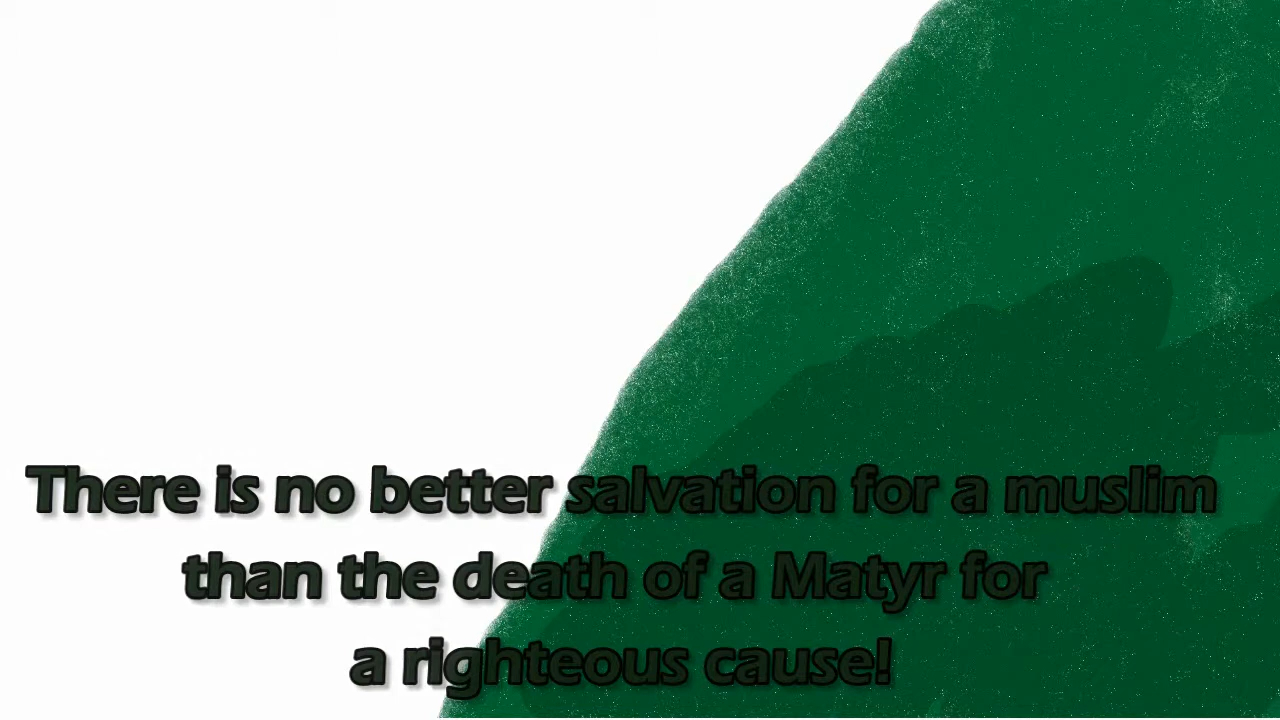 There is no better salvation for a muslim
than the death of a Matyr for
a righteous cause!